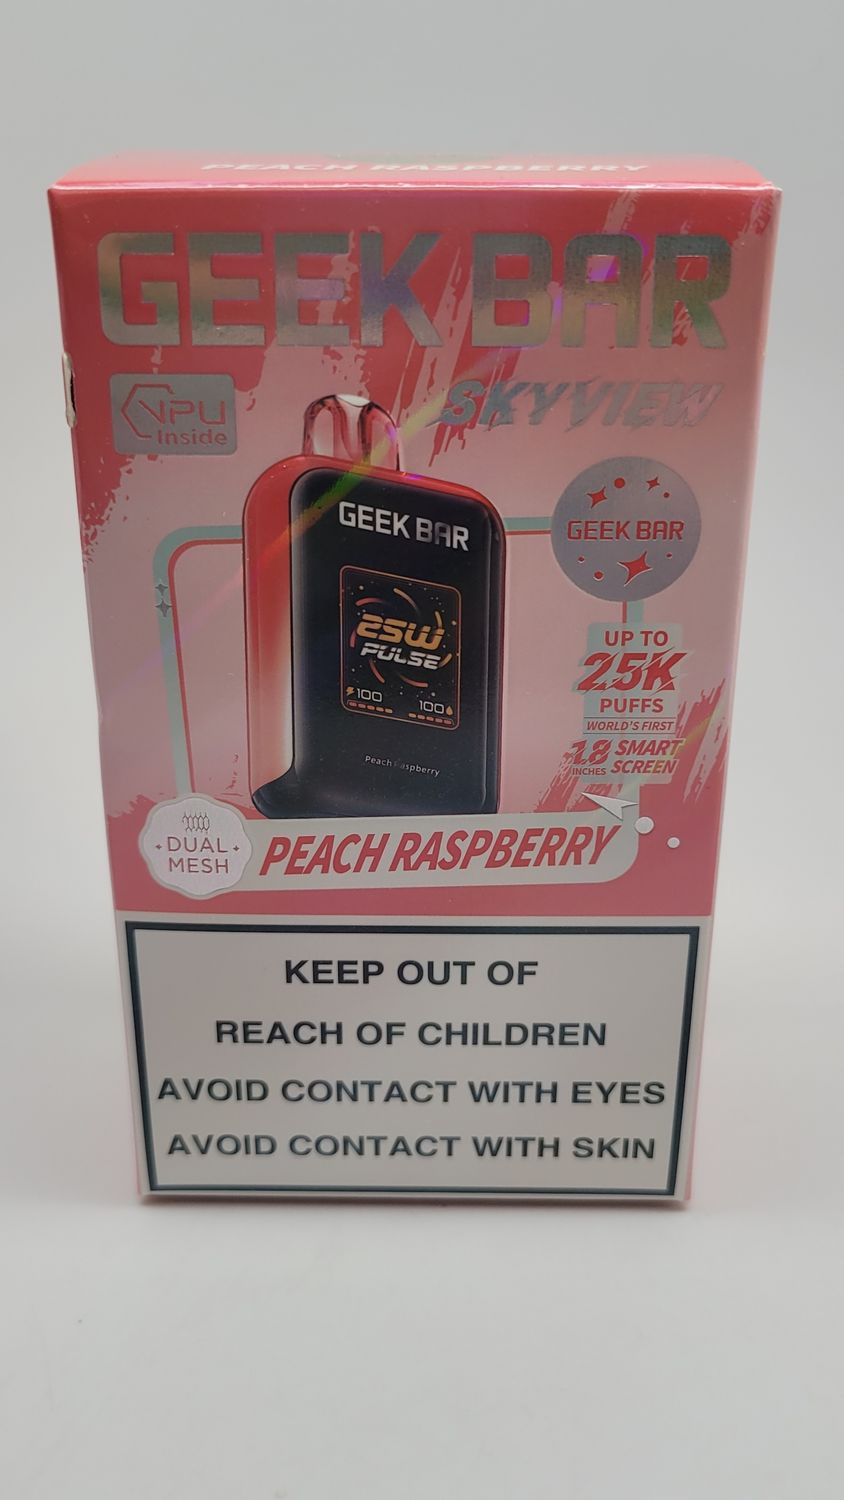 PEACH RASPBERRY
GEEK BAR
SKYVIEW
VPU
Inside
GEEK BAR
GEEK BAR
25W
PULSE
100
100
Peach Raspberry
UP TO
25K
PUFFS
WORLD'S FIRST
1.8 SMART
INCHES SCREEN
DUAL
MESH
PEACH RASPBERRY
KEEP OUT OF
REACH OF CHILDREN
AVOID CONTACT WITH EYES
AVOID CONTACT WITH SKIN